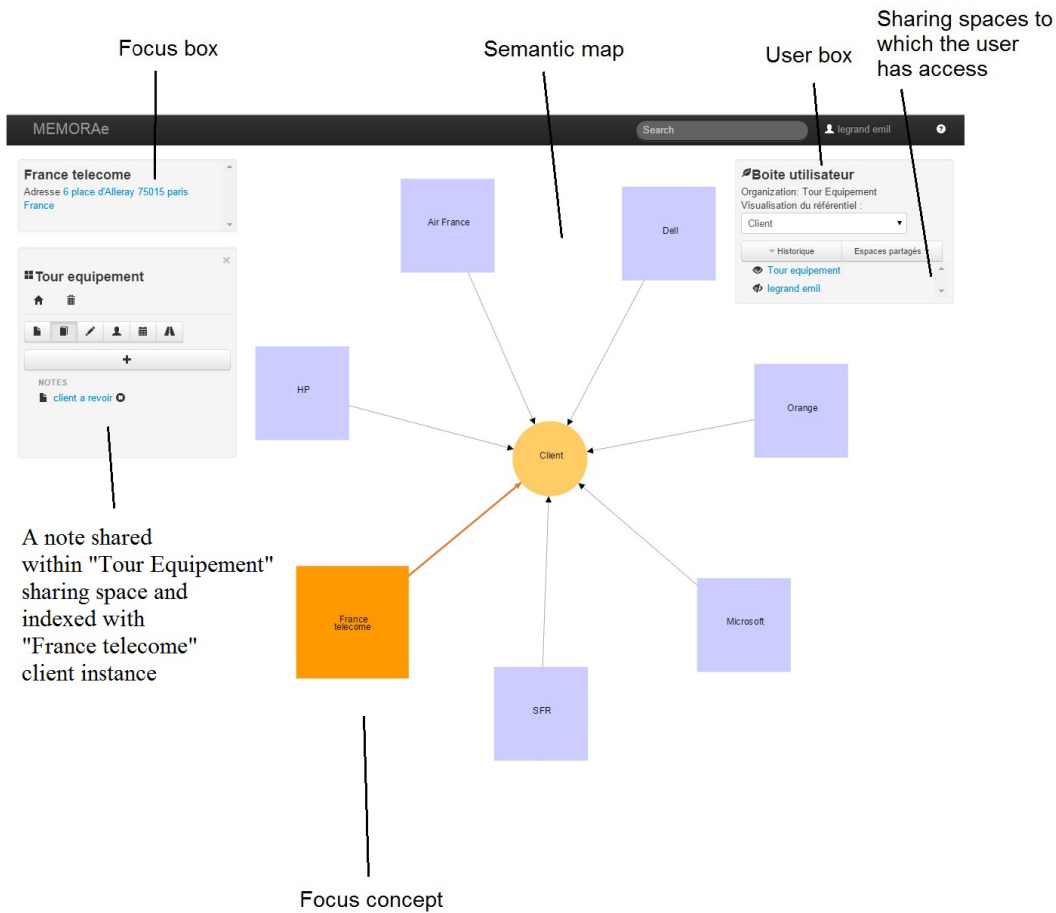 Focus box
Semantic map
User box
Sharing spaces to
which the user
has access
MEMORAe
Search
legrand emil
France telecome
Adresse 6 place d'Alleray 75015 paris
France
Tour equipement
NOTES
client a revoir
A note shared
within "Tour Equipement"
sharing space and
indexed with
"France telecome"
client instance
Air France
Dell
HP
Orange
Client
France
telecome
Microsoft
SFR
Boite utilisateur
Organization: Tour Equipement
Visualisation du référentiel :
Client
Historique
Espaces partagés
Tour equipement
legrand emil
Focus concept